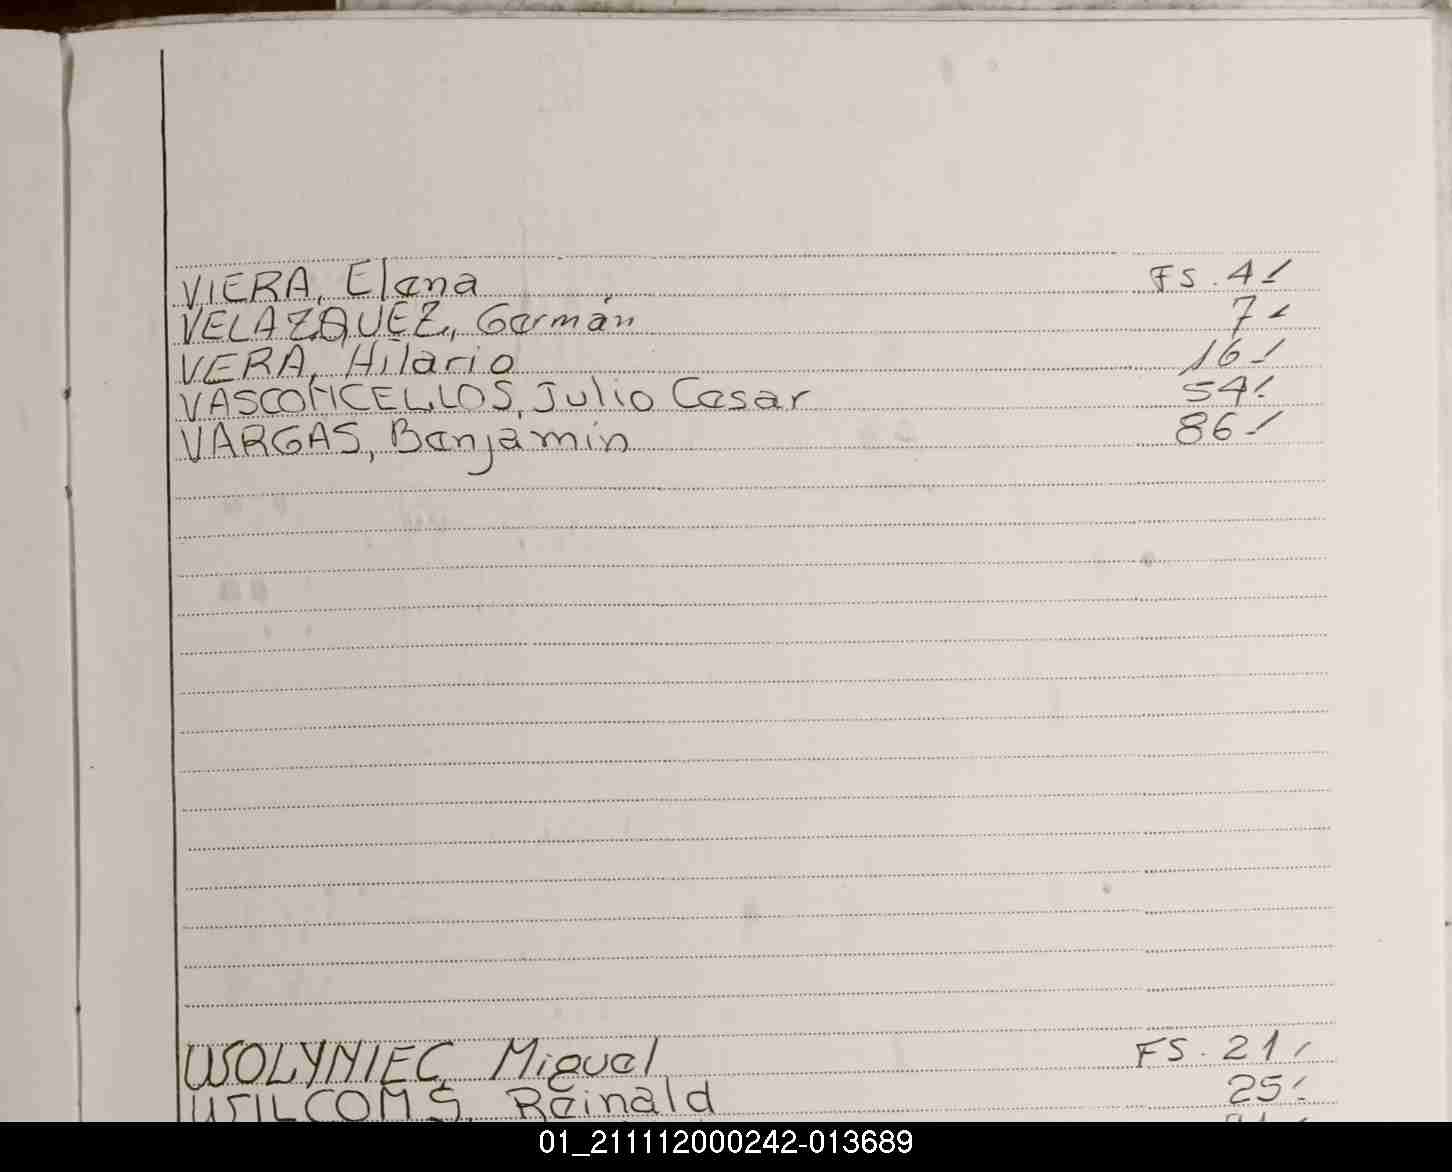 VIERA, Elena FS. 4/
VELAZQUEZ, Germán 7/
VERA, Hilario 16/
VASCONCELLOS, Julio Cesar 54/
VARGAS, Benjamin 86/
WOLYNIEC, Miguel FS. 21/
WILCOMS, Reinald 25/
01_211112000242-013689